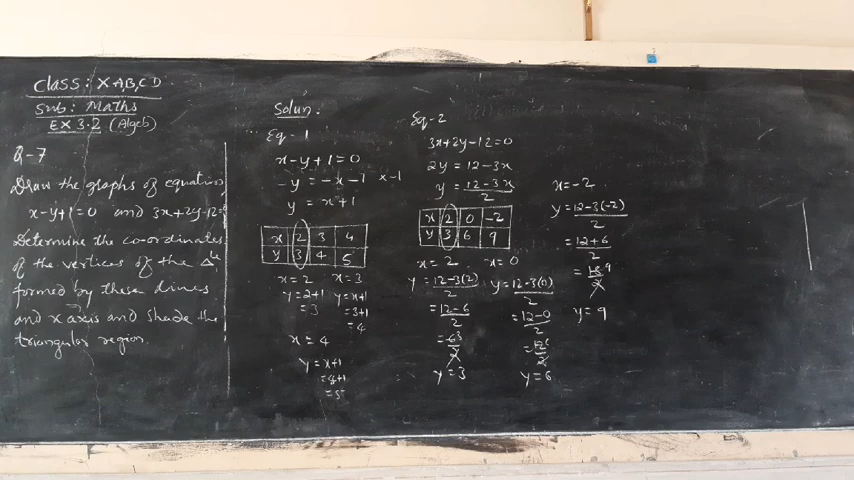 Class: X A,B,C,D
Sub: Maths
EX 3.2 (Algeb)
Q-7
Draw the graphs of equation,
x-y+1=0 and 3x+2y-12=0
Determine the co-ordinates
of the vertices of the Δle,
formed by these dines
and x axis and shade the
triangular region.
Solun:
Eq-1
x-y+1=0
-y = -x-1 x-1
y = x+1
x 2 3 4
y 3 4 5
x=2 x=3
y=2+1 y=x+1
=3 =3+1
=4
x=4
y=x+1
=4+1
=5
Eq-2
3x+2y-12=0
2y = 12-3x
y = 12-3x/2
x 2 0 -2
y 3 6 9
x=2 x=0
y=12-3(2)/2 y=12-3(0)/2
=12-6/2 =12-0/2
=6 3/2 =12 6/2
y=3 y=6
x=-2
y=12-3(-2)/2
=12+6/2
=18 9/2
y=9